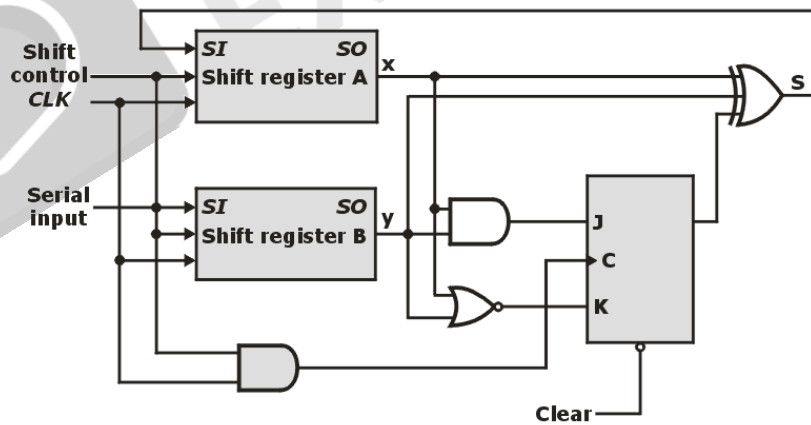 Shift
control
CLK
SI SO
Shift register A
x
S
Serial
input
SI SO
Shift register B
y
J
C
K
Clear